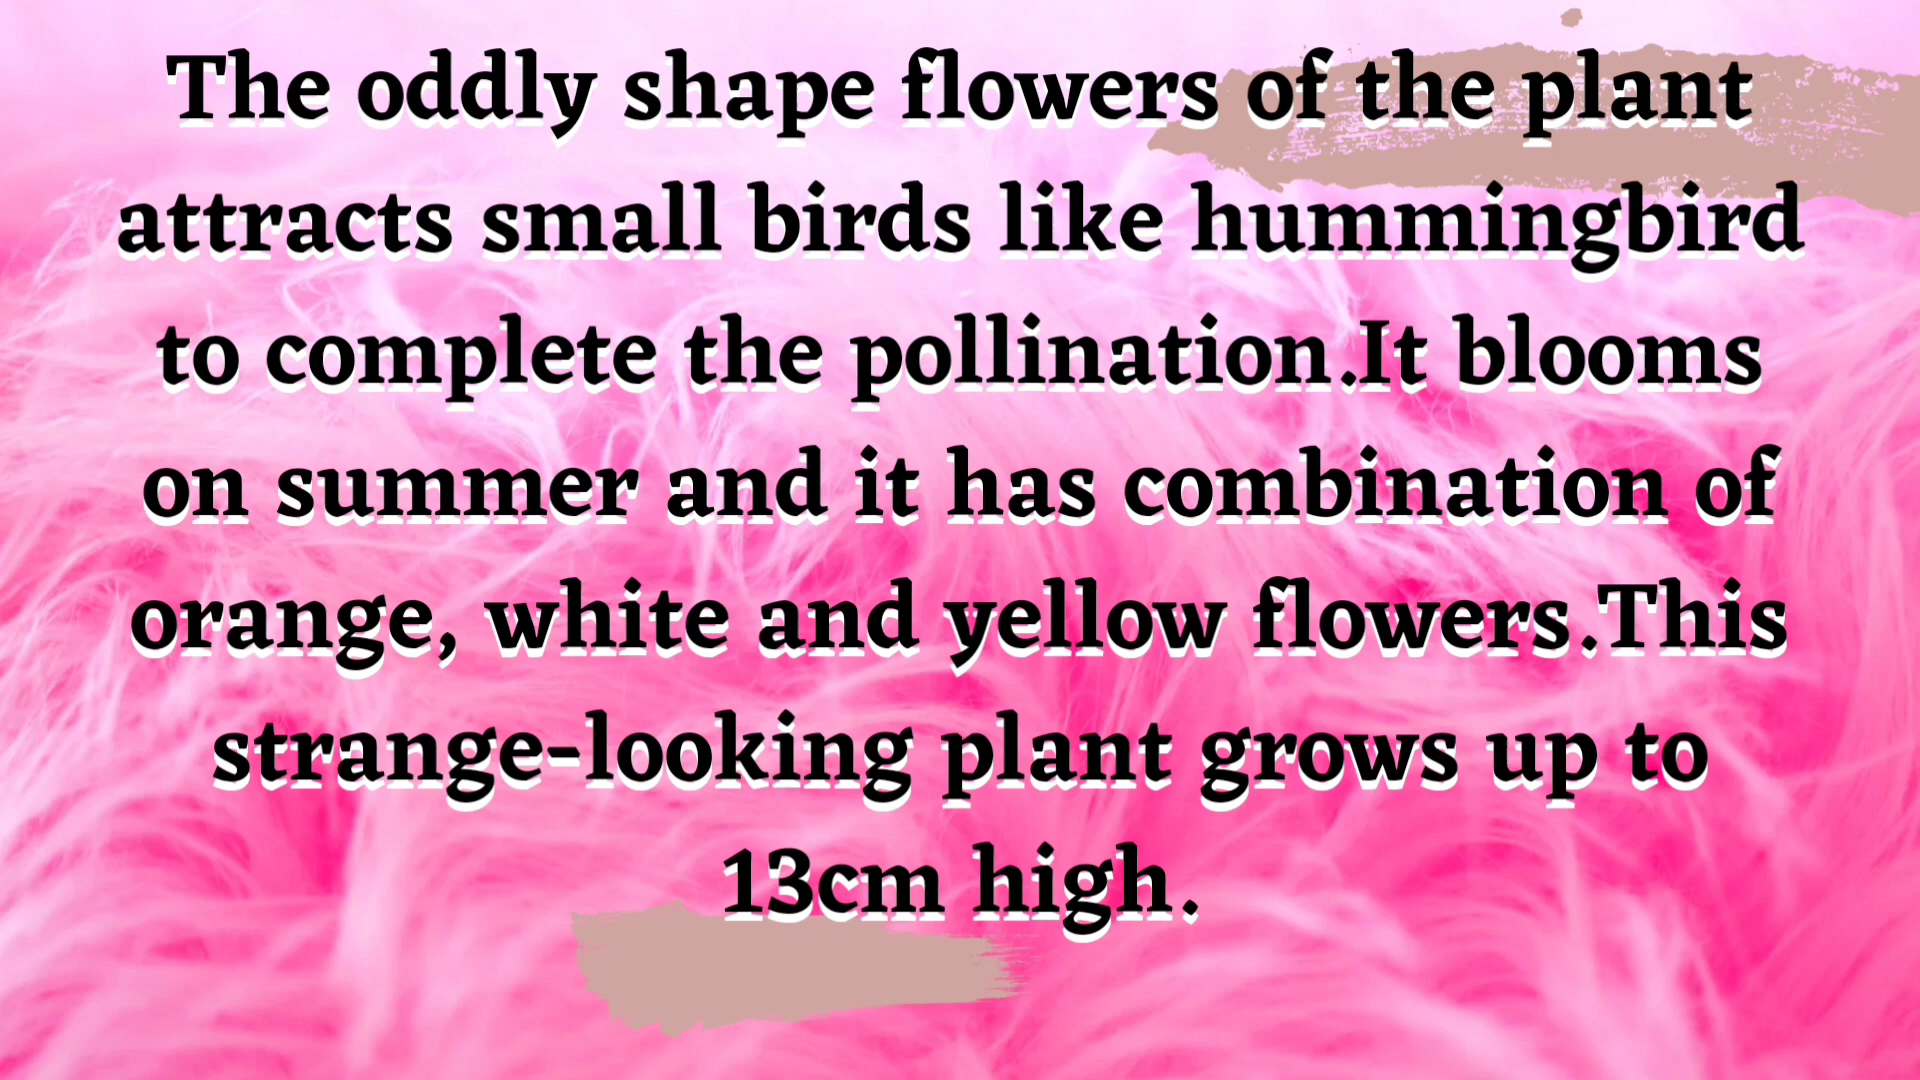 The oddly shape flowers of the plant
attracts small birds like hummingbird
to complete the pollination.It blooms
on summer and it has combination of
orange, white and yellow flowers.This
strange-looking plant grows up to
13cm high.